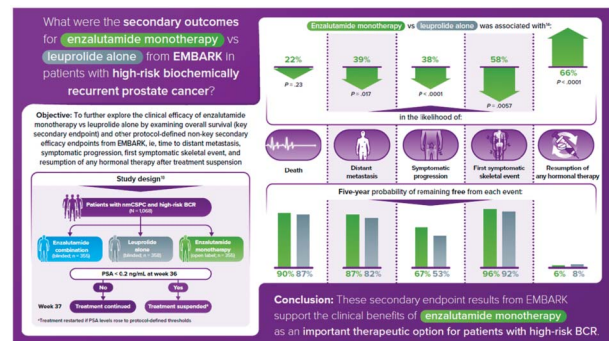 What were the secondary outcomes
for enzalutamide monotherapy vs
leuprolide alone from EMBARK in
patients with high-risk biochemically
recurrent prostate cancer?
Objective: To further explore the clinical efficacy of enzalutamide
monotherapy vs leuprolide alone by examining overall survival (key
secondary endpoint) and other protocol-defined non-key secondary
efficacy endpoints from EMBARK, ie, time to distant metastasis,
symptomatic progression, first symptomatic skeletal event, and
resumption of any hormonal therapy after treatment suspension
Study design
Patients with nmCSPC and high-risk BCR
(N = 1,068)
Enzalutamide
combination
(blinded; n = 355)
Leuprolide
alone
(blinded; n = 358)
Enzalutamide
monotherapy
(open label; n = 355)
PSA < 0.2 ng/mL at week 36
No
Yes
Week 37
Treatment continued
Treatment suspended*
*Treatment restarted if PSA levels rose to protocol-defined thresholds
Enzalutamide monotherapy vs leuprolide alone was associated with
22%
P = .23
39%
P = .017
38%
P < .0001
58%
P = .0057
66%
P < .0001
in the likelihood of:
Death
Distant
metastasis
Symptomatic
progression
First symptomatic
skeletal event
Resumption of
any hormonal therapy
Five-year probability of remaining free from each event:
90% 87%
87% 82%
67% 53%
96% 92%
6% 8%
Conclusion: These secondary endpoint results from EMBARK
support the clinical benefits of enzalutamide monotherapy
as an important therapeutic option for patients with high-risk BCR.